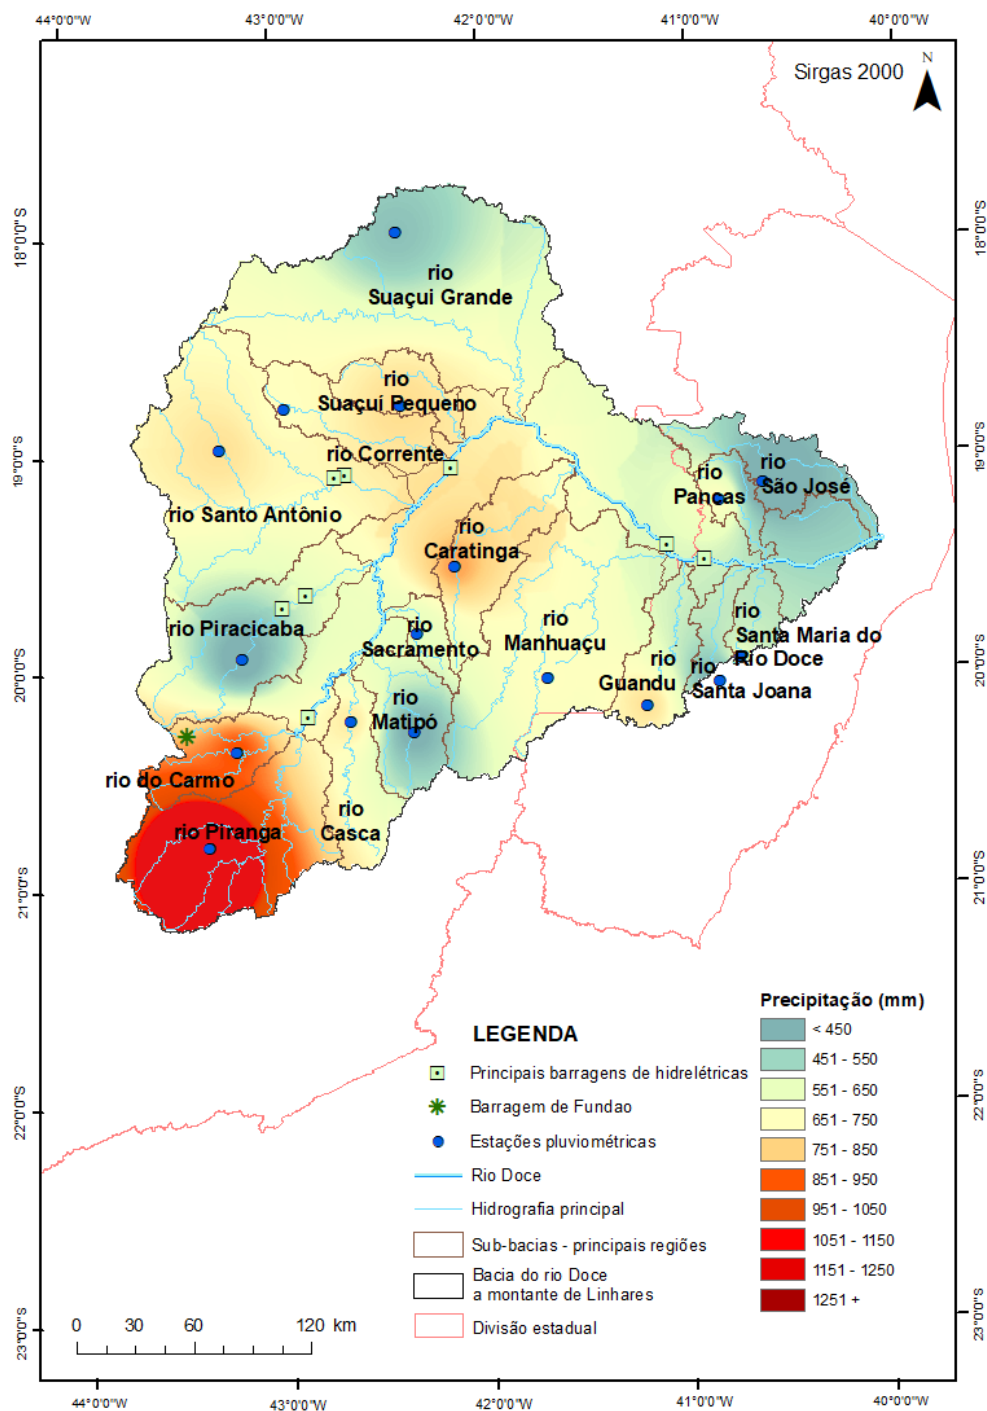 44°0'0"W
43°0'0"W
42°0'0"W
41°0'0"W
40°0'0"W
Sirgas 2000
N
18°0'0"S
18°0'0"S
rio
Suaçui Grande
rio
Suaçui Pequeno
rio Corrente
19°0'0"S
19°0'0"S
rio
Pancas
rio
São José
rio Santo Antônio
rio
Caratinga
rio Piracicaba
rio
Sacramento
rio
Manhuaçu
rio
Santa Maria do
Rio Doce
rio
Guandu
rio
Santa Joana
20°0'0"S
20°0'0"S
rio
Matipó
rio do Carmo
rio Piranga
rio
Casca
21°0'0"S
21°0'0"S
LEGENDA
Principais barragens de hidrelétricas
Barragem de Fundao
Estações pluviométricas
Rio Doce
Hidrografia principal
Sub-bacias - principais regiões
Bacia do rio Doce
a montante de Linhares
Divisão estadual
Precipitação (mm)
< 450
451 - 550
551 - 650
651 - 750
751 - 850
851 - 950
951 - 1050
1051 - 1150
1151 - 1250
1251 +
22°0'0"S
22°0'0"S
23°0'0"S
23°0'0"S
0 30 60 120 km
44°0'0"W
43°0'0"W
42°0'0"W
41°0'0"W
40°0'0"W